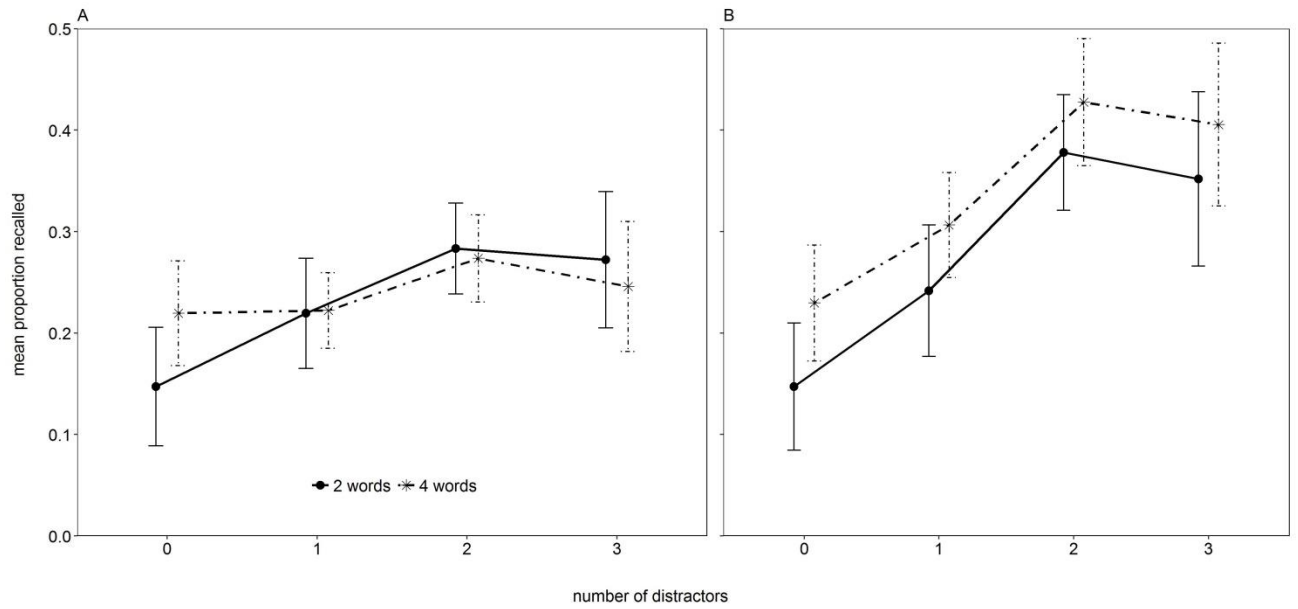 A
B
0.5
0.4
0.3
0.2
0.1
0.0
mean proportion recalled
2 words 4 words
0 1 2 3
0 1 2 3
number of distractors